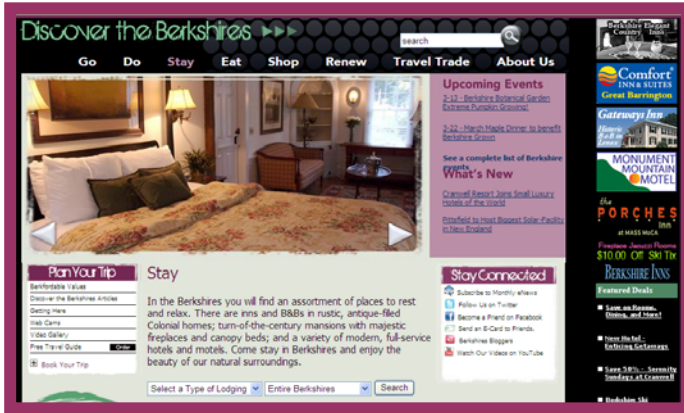 Discover the Berkshires
search
Go Do Stay Eat Shop Renew Travel Trade About Us
Upcoming Events
3-13 - Berkshire Botanical Garden
Extreme Pumpkin Growing!
3-22 - March Maple Dinner to benefit
Berkshire Grown
See a complete list of Berkshire
events
What's New
Cranwell Resort Joins Small Luxury
Hotels of the World
Pittsfield to Host Biggest Solar-Facility
in New England
Plan Your Trip
Berkfordable Values
Discover the Berkshires Articles
Getting Here
Web Cams
Video Gallery
Free Travel Guide Order
Book Your Trip
Stay
In the Berkshires you will find an assortment of places to rest
and relax. There are inns and B&Bs in rustic, antique-filled
Colonial homes; turn-of-the-century mansions with majestic
fireplaces and canopy beds; and a variety of modern, full-service
hotels and motels. Come stay in Berkshires and enjoy the
beauty of our natural surroundings.
Select a Type of Lodging Entire Berkshires Search
Stay Connected
Subscribe to Monthly eNews
Follow Us on Twitter
Become a Friend on Facebook
Send an E-Card to Friends.
Berkshires Bloggers
Watch Our Videos on YouTube
Berkshire Elegant
Country Inns
Comfort
INN & SUITES
Great Barrington
Gateways Inn
Historic
B&B in
Lenox
MONUMENT
MOUNTAIN
MOTEL
the
PORCHES
Inn
at MASS MoCA
Fireplace Jacuzzi Rooms
$10.00 Off Ski Tix
BERKSHIRE INNS
Featured Deals
Save on Rooms,
Dining, and More!
New Hotel -
Enticing Getaways
Save 50% - Serenity
Sundays at Cranwell
Berkshire Ski